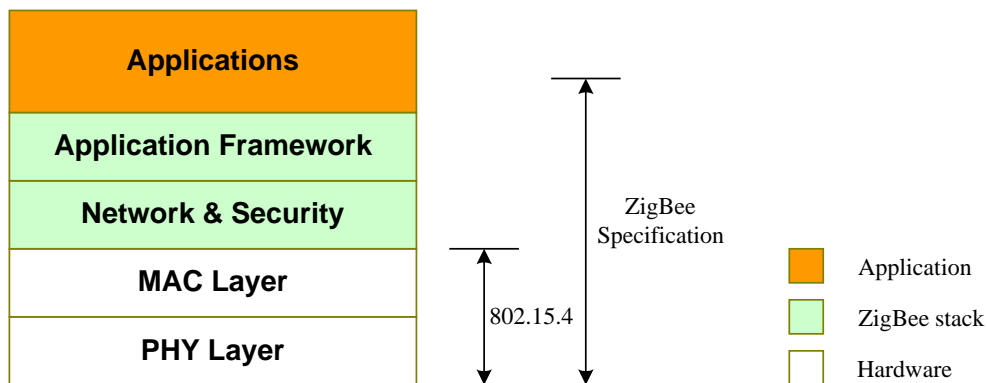 Applications
Application Framework
Network & Security
MAC Layer
PHY Layer
802.15.4
ZigBee
Specification
Application
ZigBee stack
Hardware